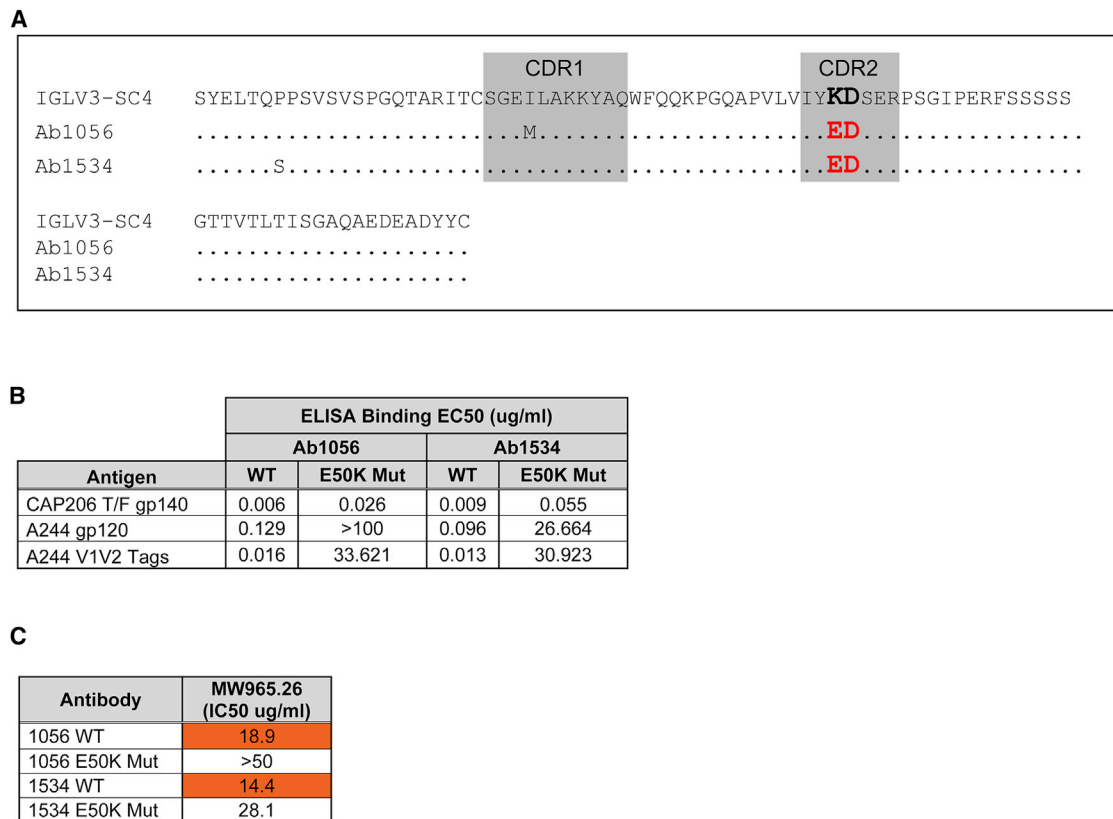 A
CDR1 CDR2
IGLV3-SC4 SYELTQPPSVSVSPGQTARITCSGEILAKKYAQWFQQKPGQAPVLVIYKDSERPSGIPERFSSSSS
Ab1056 .......................... M ..................... ED ................
Ab1534 ...... S ........................................ ED ................
IGLV3-SC4 GTTVTLTISGAQAEDEADYYC
Ab1056 .....................
Ab1534 .....................
B
ELISA Binding EC50 (ug/ml)
Ab1056 Ab1534
Antigen WT E50K Mut WT E50K Mut
CAP206 T/F gp140 0.006 0.026 0.009 0.055
A244 gp120 0.129 >100 0.096 26.664
A244 V1V2 Tags 0.016 33.621 0.013 30.923
C
Antibody MW965.26
(IC50 ug/ml)
1056 WT 18.9
1056 E50K Mut >50
1534 WT 14.4
1534 E50K Mut 28.1